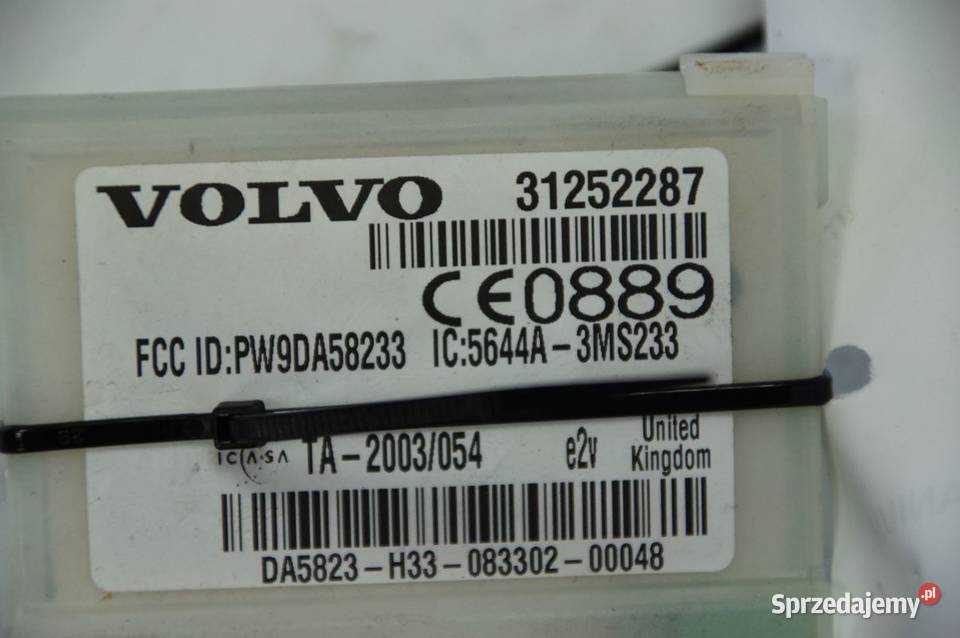 VOLVO 31252287
CE0889
FCC ID:PW9DA58233 IC:5644A-3MS233
ICASA TA-2003/054 e2v United
Kingdom
DA5823-H33-083302-00048
Sprzedajemy.pl